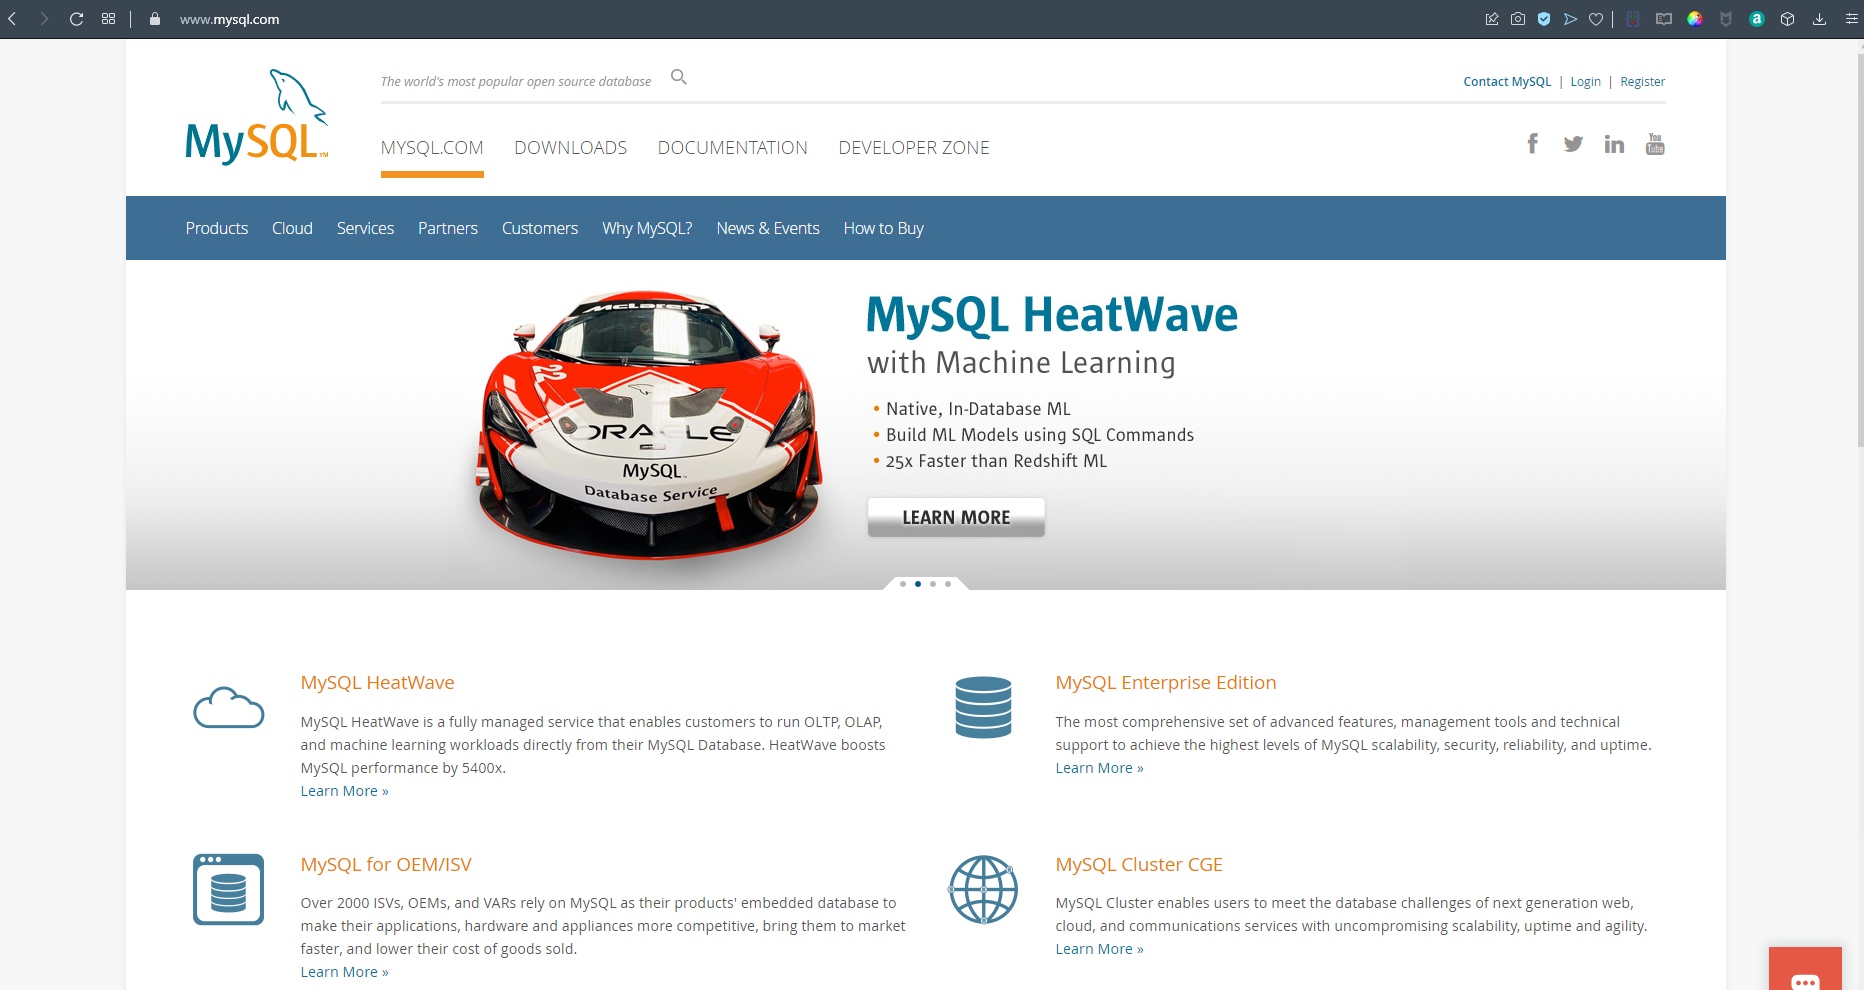 www.mysql.com
The world's most popular open source database
Contact MySQL | Login | Register
MySQL™
MYSQL.COM DOWNLOADS DOCUMENTATION DEVELOPER ZONE
You
Tube
Products Cloud Services Partners Customers Why MySQL? News & Events How to Buy
22
ORACLE
MySQL™
Database Service
MySQL HeatWave
with Machine Learning
• Native, In-Database ML
• Build ML Models using SQL Commands
• 25x Faster than Redshift ML
LEARN MORE
MySQL HeatWave
MySQL HeatWave is a fully managed service that enables customers to run OLTP, OLAP,
and machine learning workloads directly from their MySQL Database. HeatWave boosts
MySQL performance by 5400x.
Learn More »
MySQL Enterprise Edition
The most comprehensive set of advanced features, management tools and technical
support to achieve the highest levels of MySQL scalability, security, reliability, and uptime.
Learn More »
MySQL for OEM/ISV
Over 2000 ISVs, OEMs, and VARs rely on MySQL as their products' embedded database to
make their applications, hardware and appliances more competitive, bring them to market
faster, and lower their cost of goods sold.
Learn More »
MySQL Cluster CGE
MySQL Cluster enables users to meet the database challenges of next generation web,
cloud, and communications services with uncompromising scalability, uptime and agility.
Learn More »